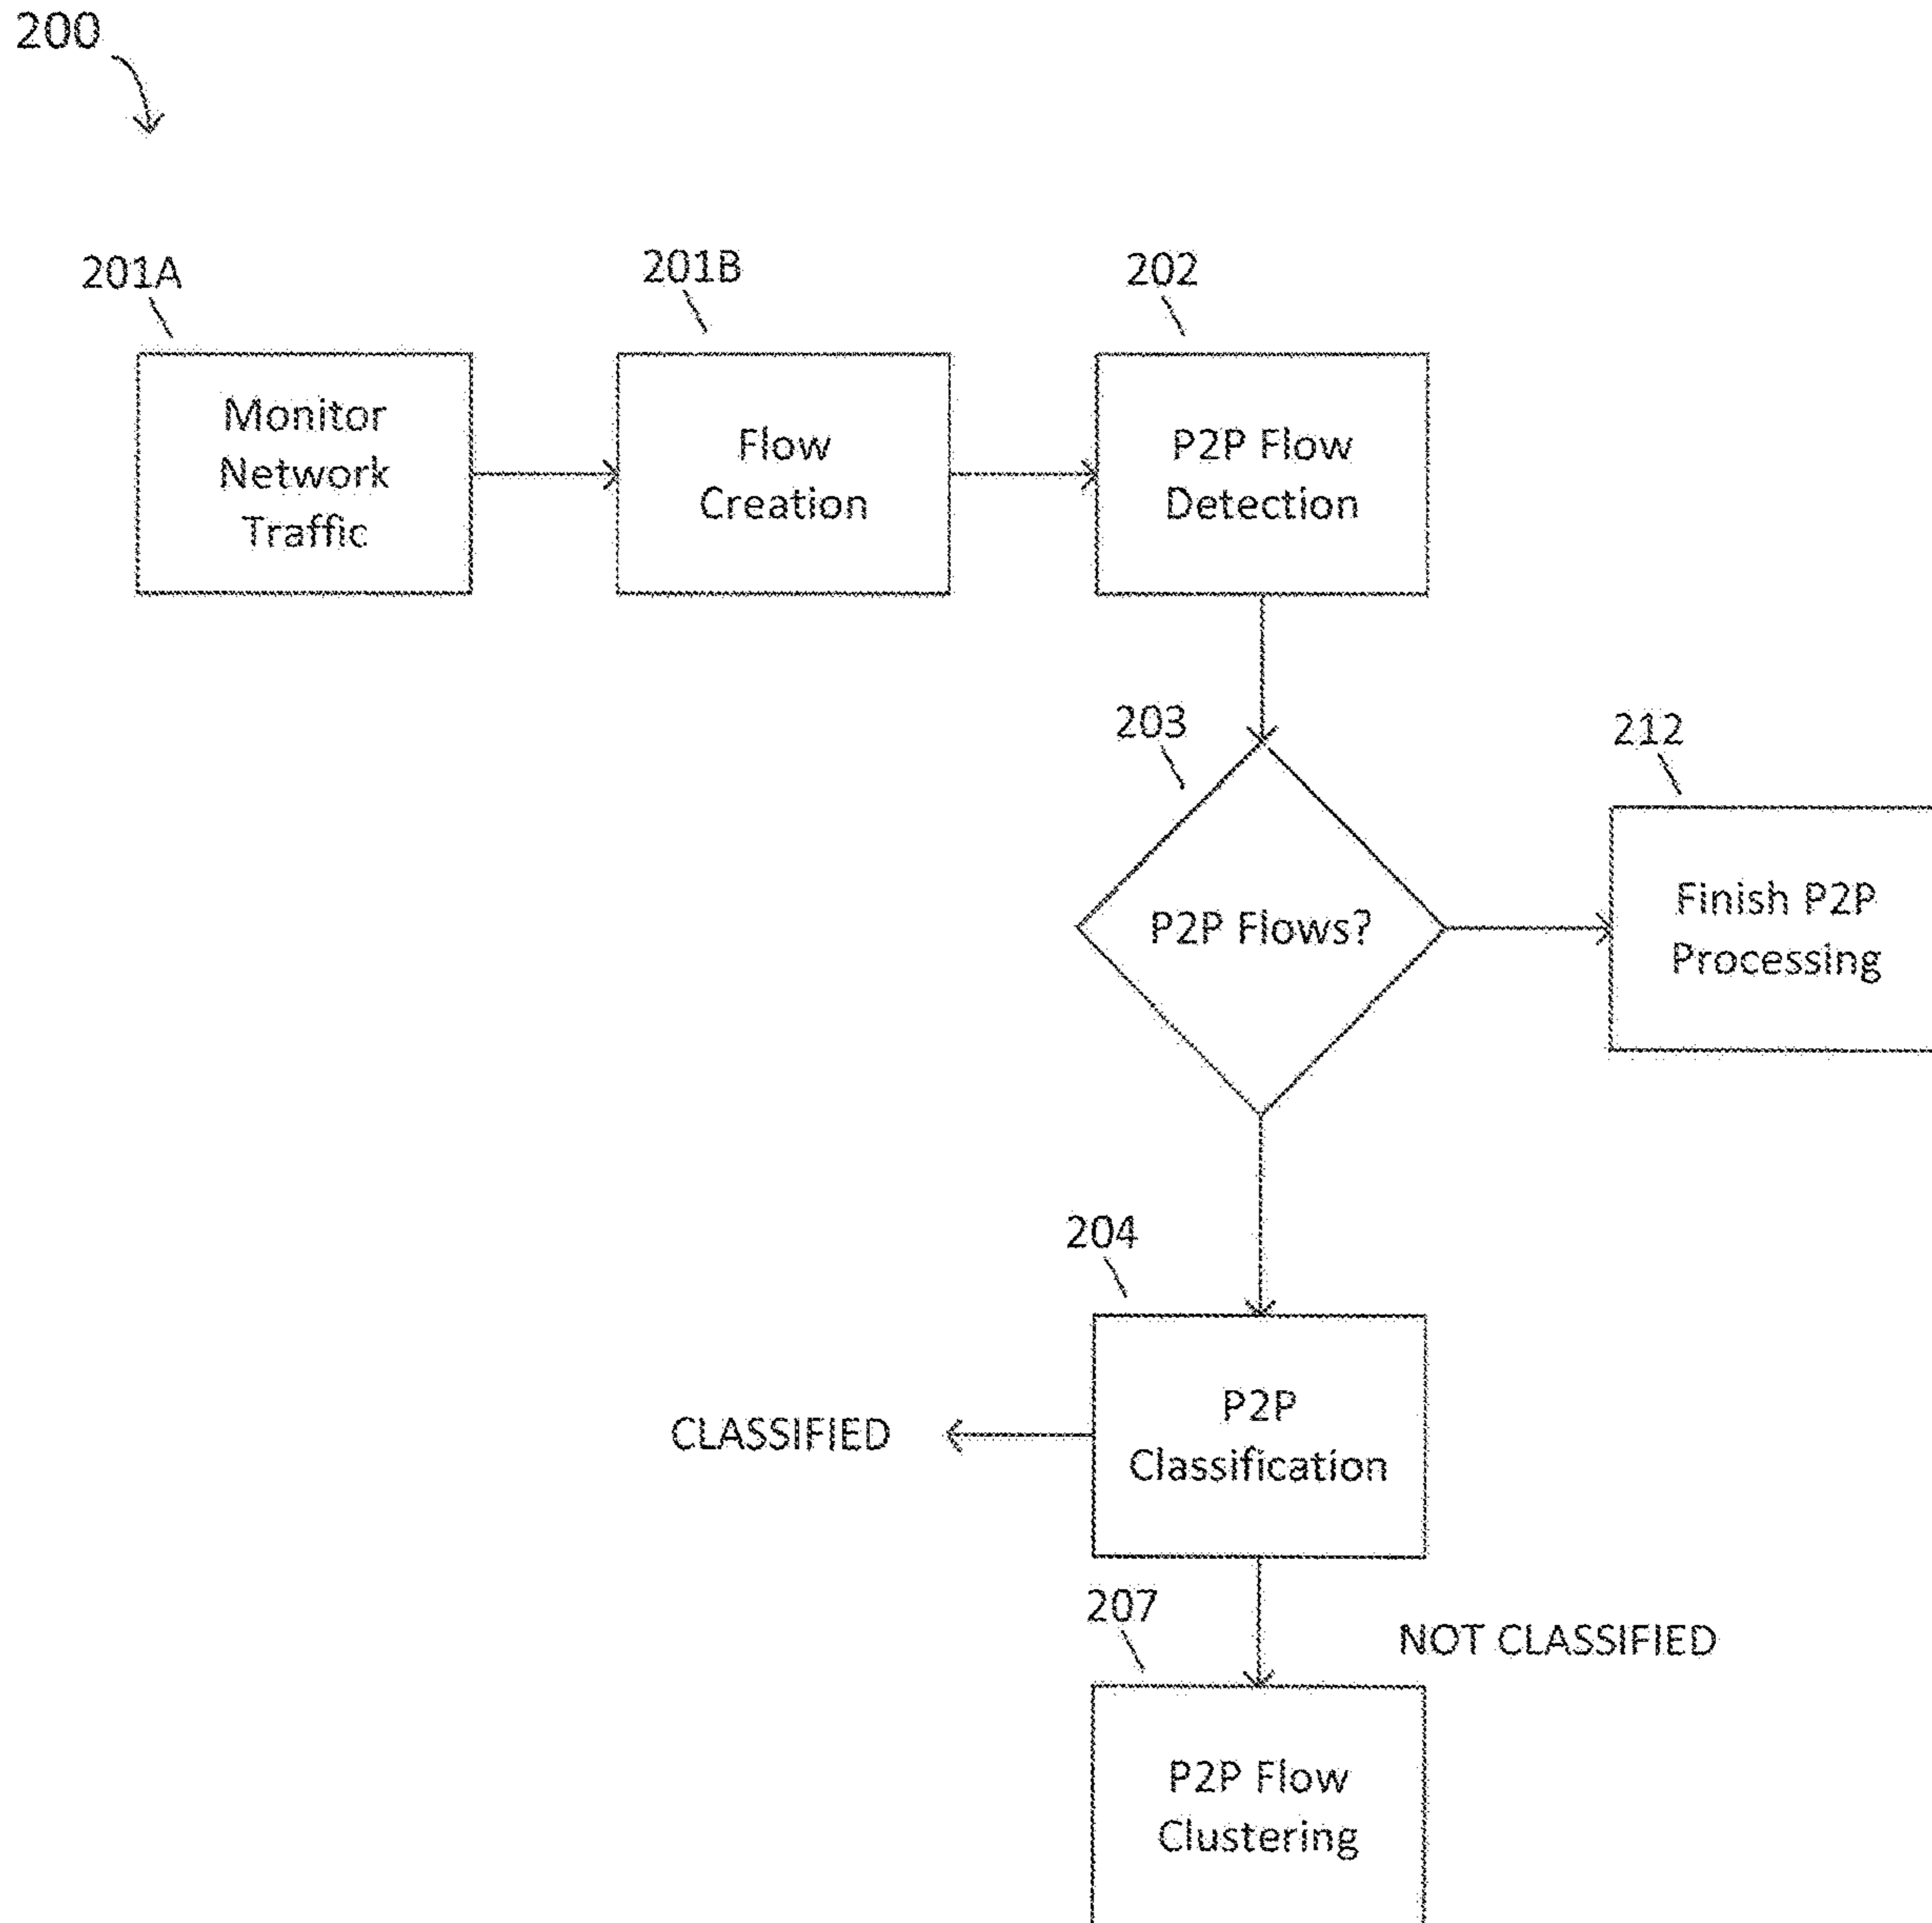 200
201A
201B
202
Monitor
Network
Traffic
Flow
Creation
P2P Flow
Detection
203
212
P2P Flows?
Finish P2P
Processing
204
P2P
Classification
CLASSIFIED
207
NOT CLASSIFIED
P2P Flow
Clustering